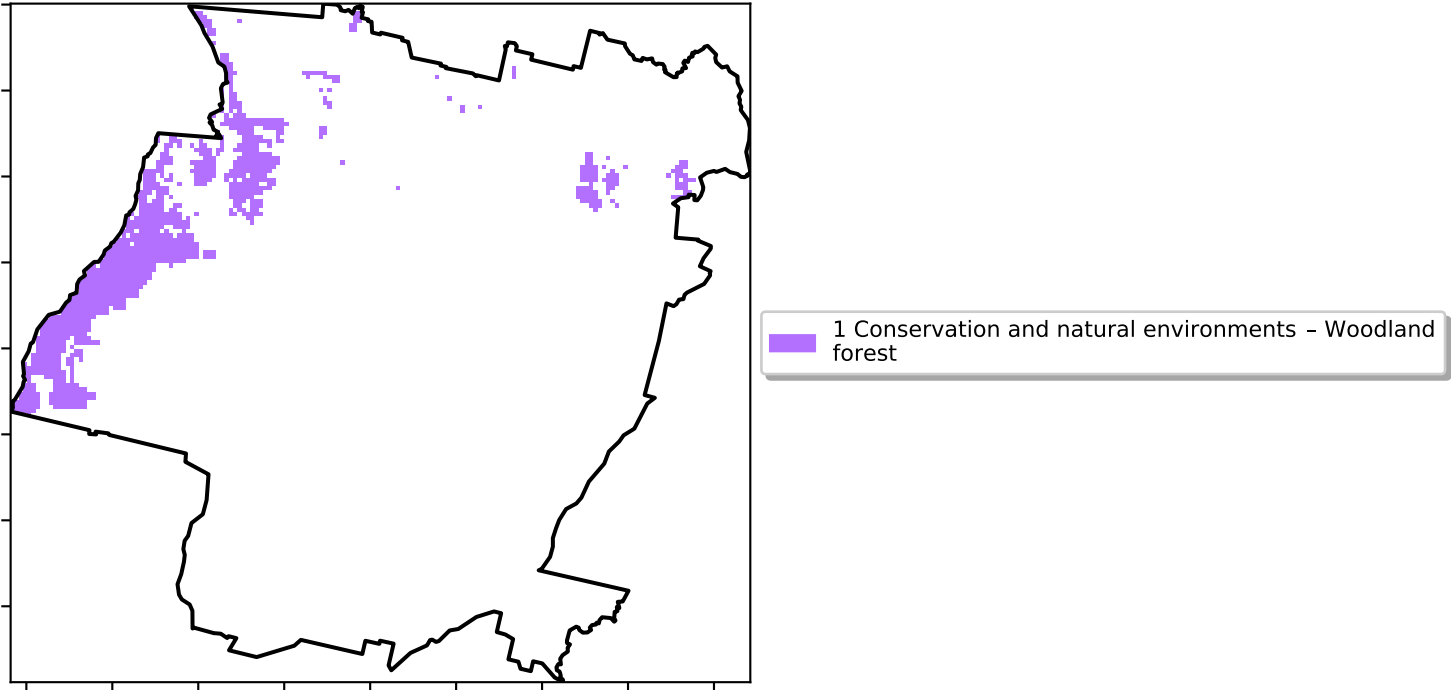 1 Conservation and natural environments – Woodland
forest